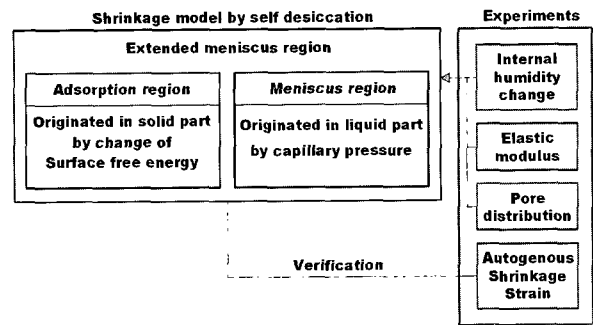 Shrinkage model by self desiccation
Extended meniscus region
Adsorption region
Originated in solid part
by change of
Surface free energy
Meniscus region
Originated in liquid part
by capillary pressure
Verification
Experiments
Internal
humidity
change
Elastic
modulus
Pore
distribution
Autogenous
Shrinkage
Strain